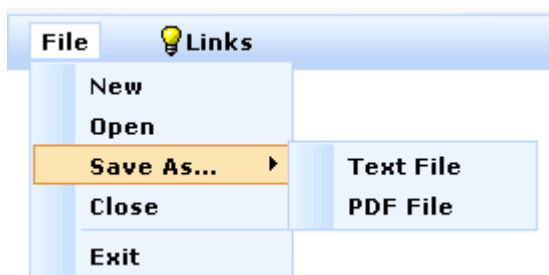 File Links
New
Open
Save As... Text File
Close PDF File
Exit